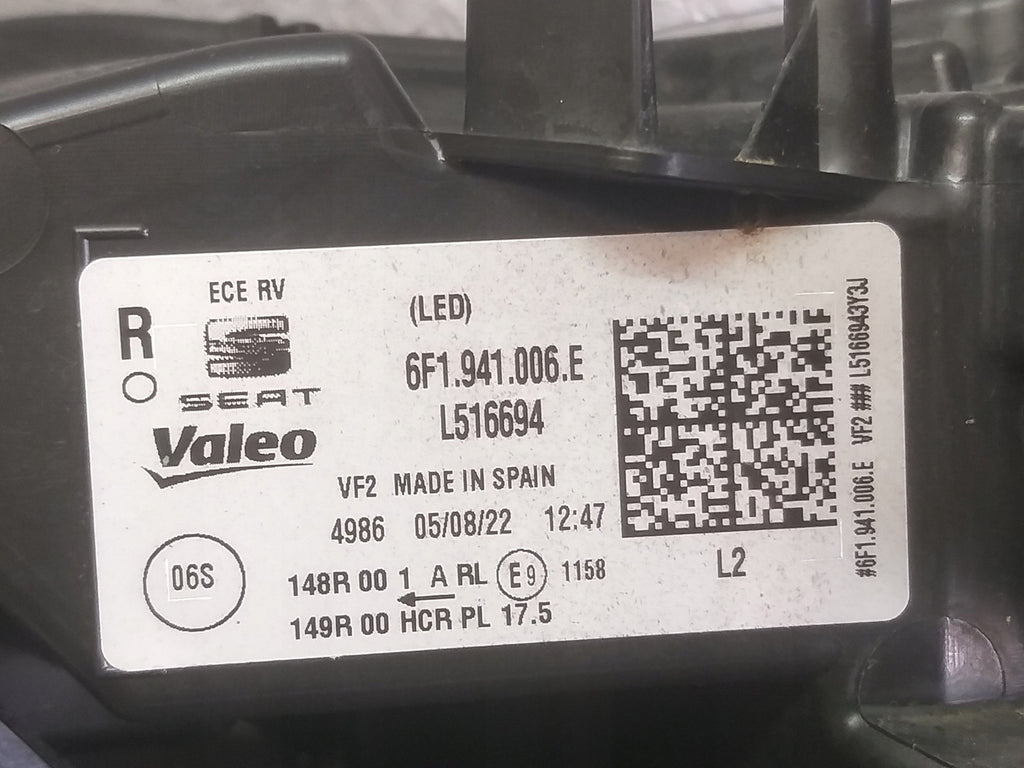 R
ECE RV
SEAT
Valeo
(LED)
6F1.941.006.E
L516694
VF2 MADE IN SPAIN
4986 05/08/22 12:47
06S
148R 00 1 A RL E9 1158
149R 00 HCR PL 17.5
L2
#6F1.941.006.E VF2 ### L5166943Y3J